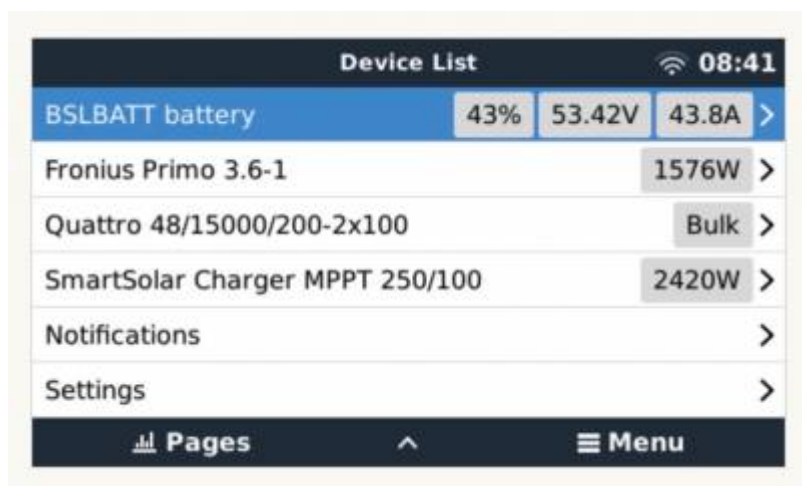 Device List 08:41
BSLBATT battery 43% 53.42V 43.8A
Fronius Primo 3.6-1 1576W
Quattro 48/15000/200-2x100 Bulk
SmartSolar Charger MPPT 250/100 2420W
Notifications
Settings
Pages Menu